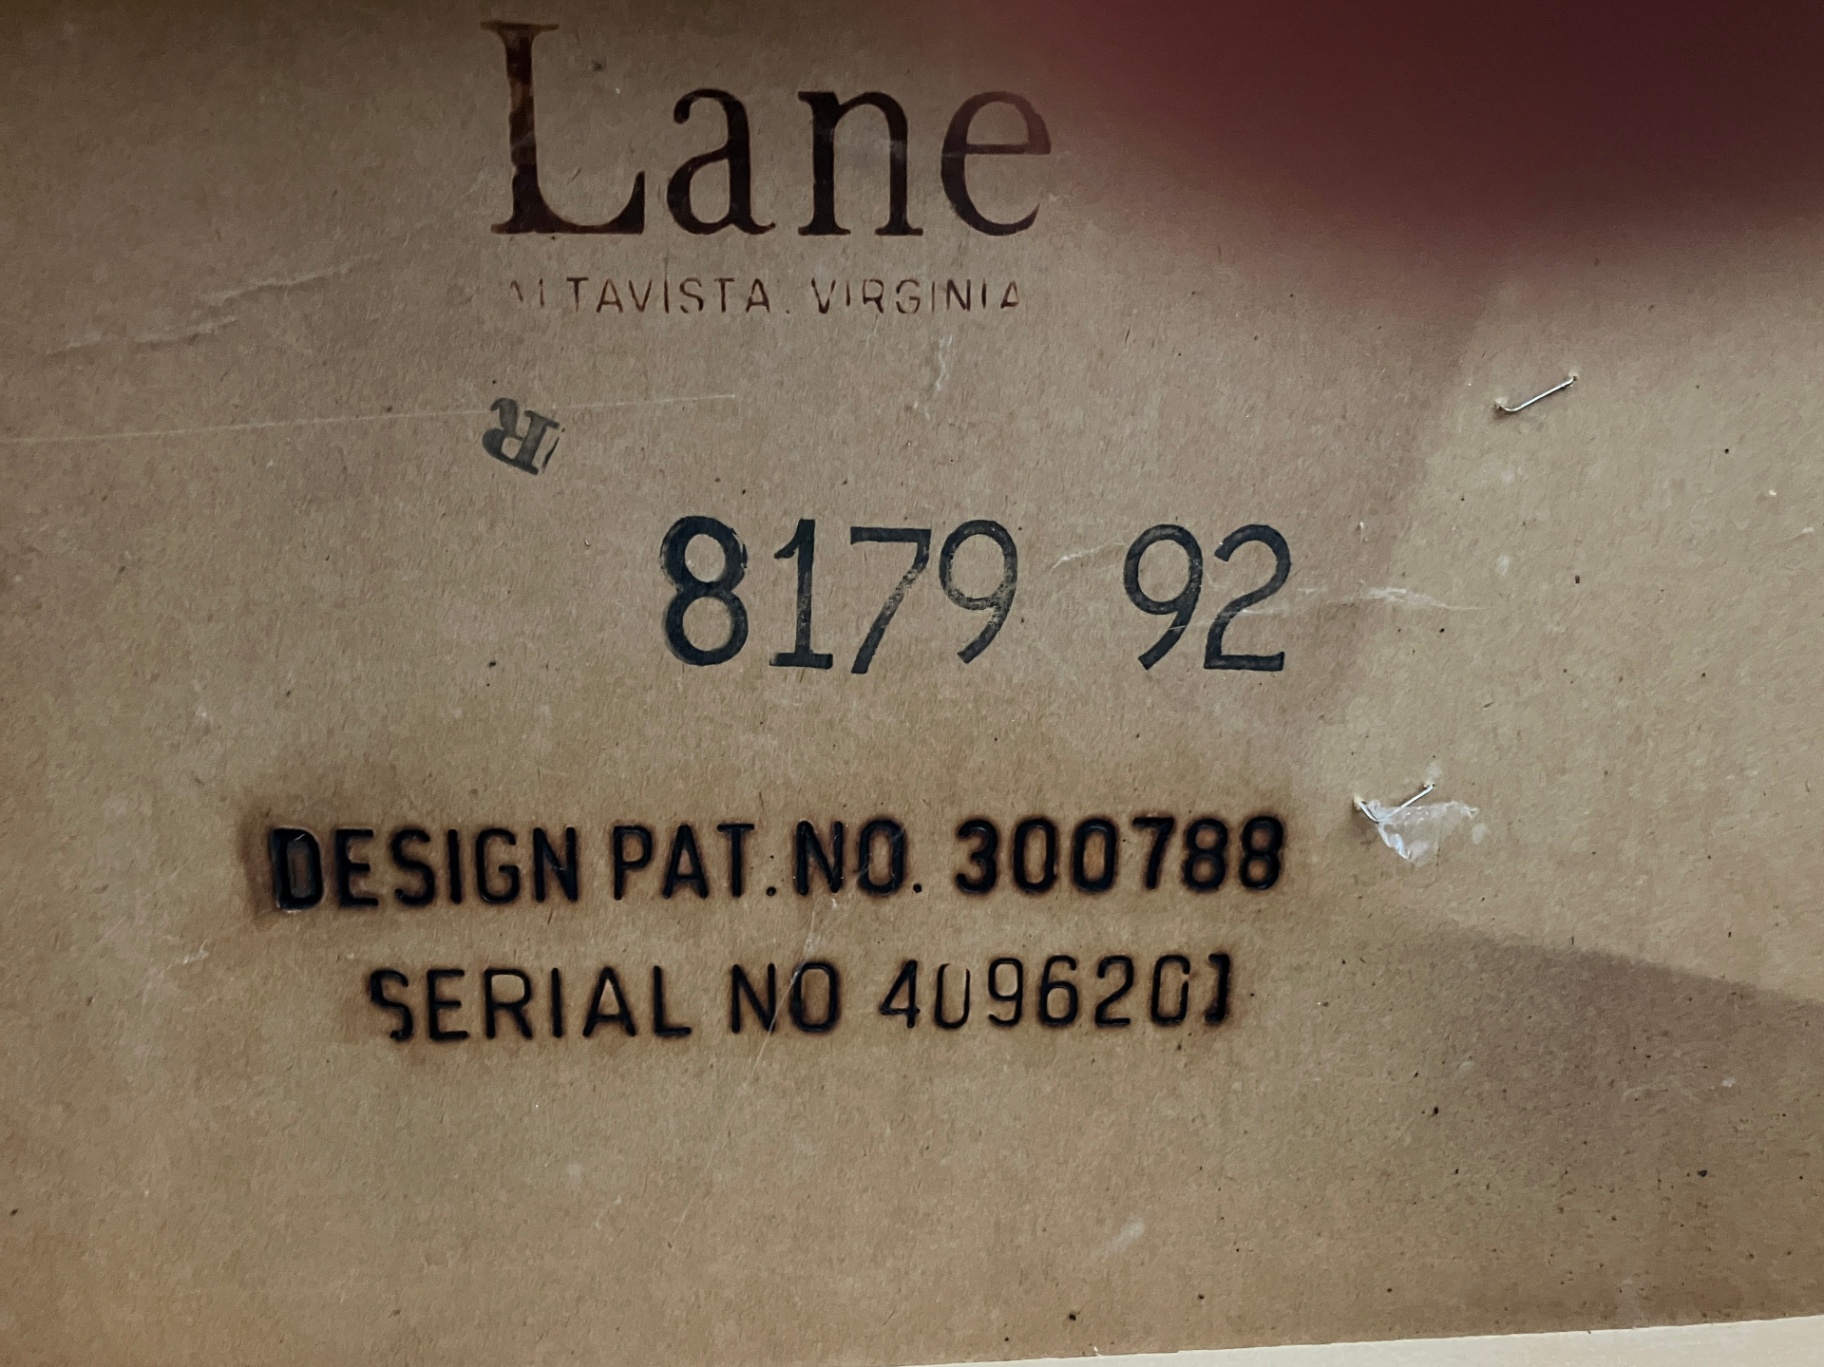 Lane
ALTAVISTA, VIRGINIA
R
8179 92
DESIGN PAT. NO. 300788
SERIAL NO 4096201